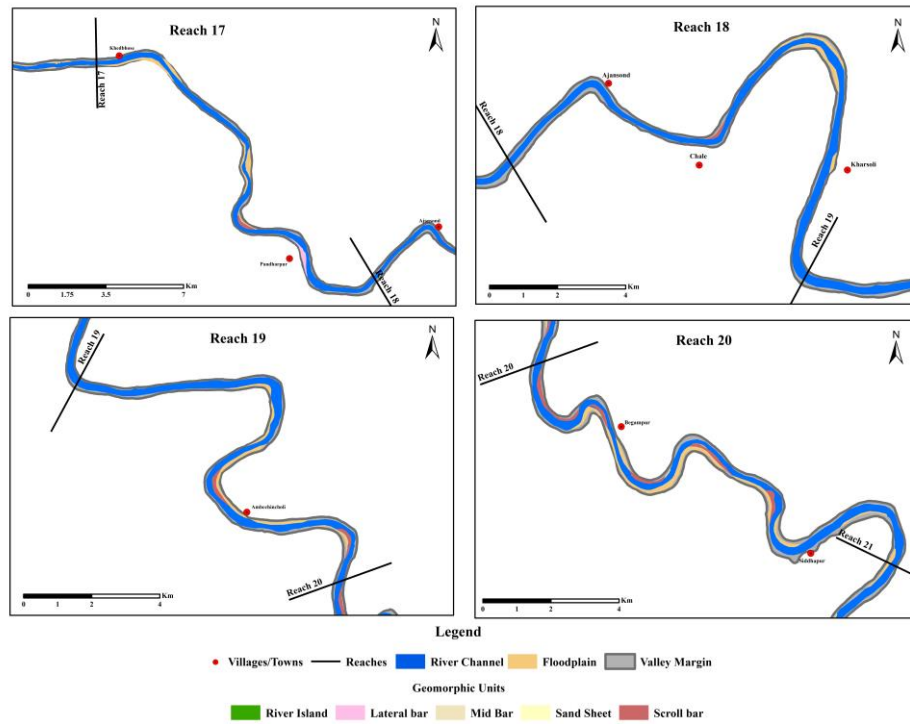 Reach 17
N
Khedbhose
Reach 17
Pandharpur
Ajansond
Reach 18
Km
0 1.75 3.5 7
Reach 18
N
Ajansond
Reach 18
Chale
Kharsoli
Reach 19
Km
0 1 2 4
Reach 19
N
Reach 19
Ambechincholi
Reach 20
Km
0 1 2 4
Reach 20
N
Reach 20
Begampur
Reach 21
Siddhapur
Km
0 1 2 4
Legend
Villages/Towns Reaches River Channel Floodplain Valley Margin
Geomorphic Units
River Island Lateral bar Mid Bar Sand Sheet Scroll bar